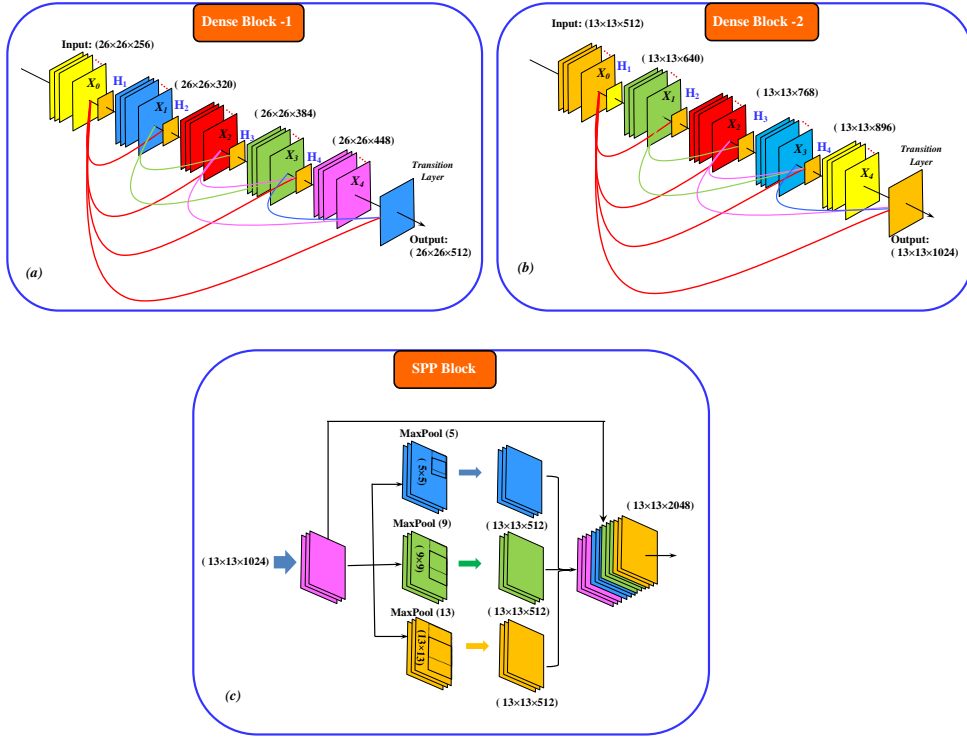 Dense Block -1
Input: (26×26×256)
X0
H1
( 26×26×320)
X1
H2
( 26×26×384)
X2
H3
( 26×26×448)
X3
H4
X4
Transition
Layer
Output:
( 26×26×512)
(a)
Dense Block -2
Input: (13×13×512)
X0
H1
( 13×13×640)
X1
H2
( 13×13×768)
X2
H3
( 13×13×896)
X3
H4
X4
Transition
Layer
Output:
( 13×13×1024)
(b)
SPP Block
MaxPool (5)
( 5×5)
( 13×13×512)
( 13×13×2048)
MaxPool (9)
( 9×9)
( 13×13×1024)
( 13×13×512)
MaxPool (13)
(13×13)
( 13×13×512)
(c)